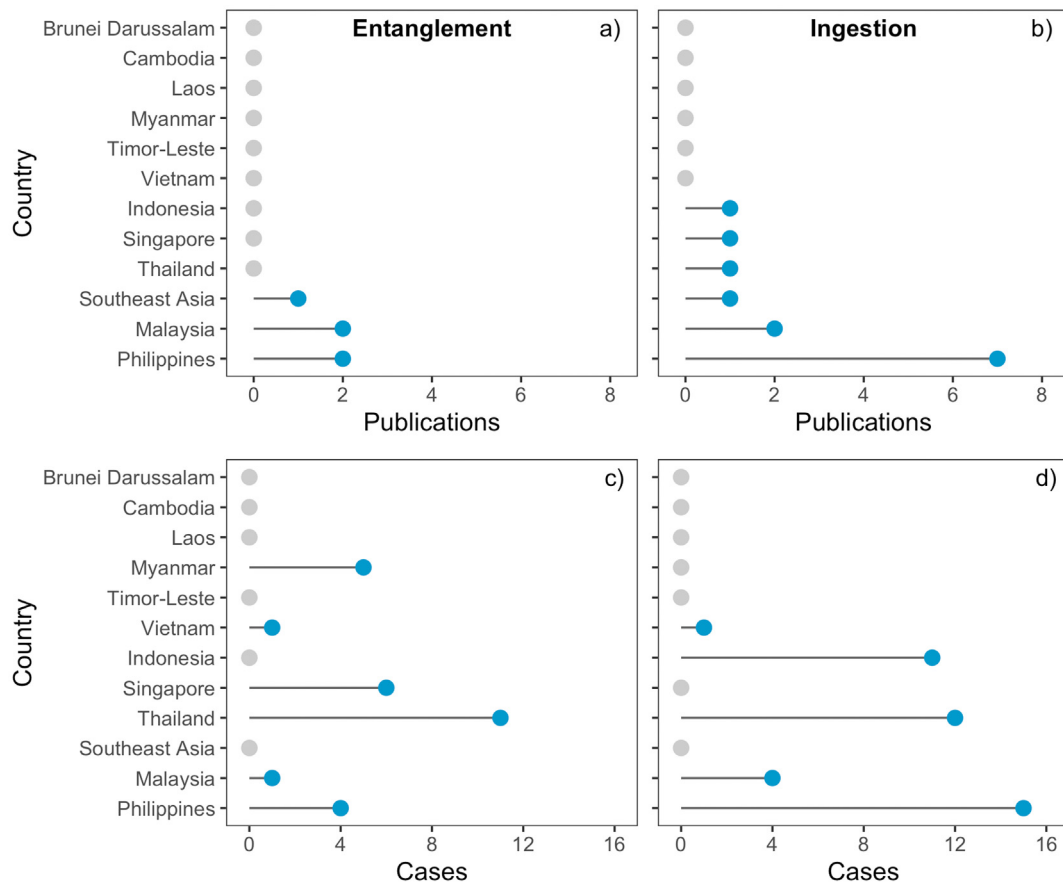 Entanglement a)
Ingestion b)
Country
Brunei Darussalam
Cambodia
Laos
Myanmar
Timor-Leste
Vietnam
Indonesia
Singapore
Thailand
Southeast Asia
Malaysia
Philippines
0 2 4 6 8
Publications
0 2 4 6 8
Publications
c)
d)
Country
Brunei Darussalam
Cambodia
Laos
Myanmar
Timor-Leste
Vietnam
Indonesia
Singapore
Thailand
Southeast Asia
Malaysia
Philippines
0 4 8 12 16
Cases
0 4 8 12 16
Cases